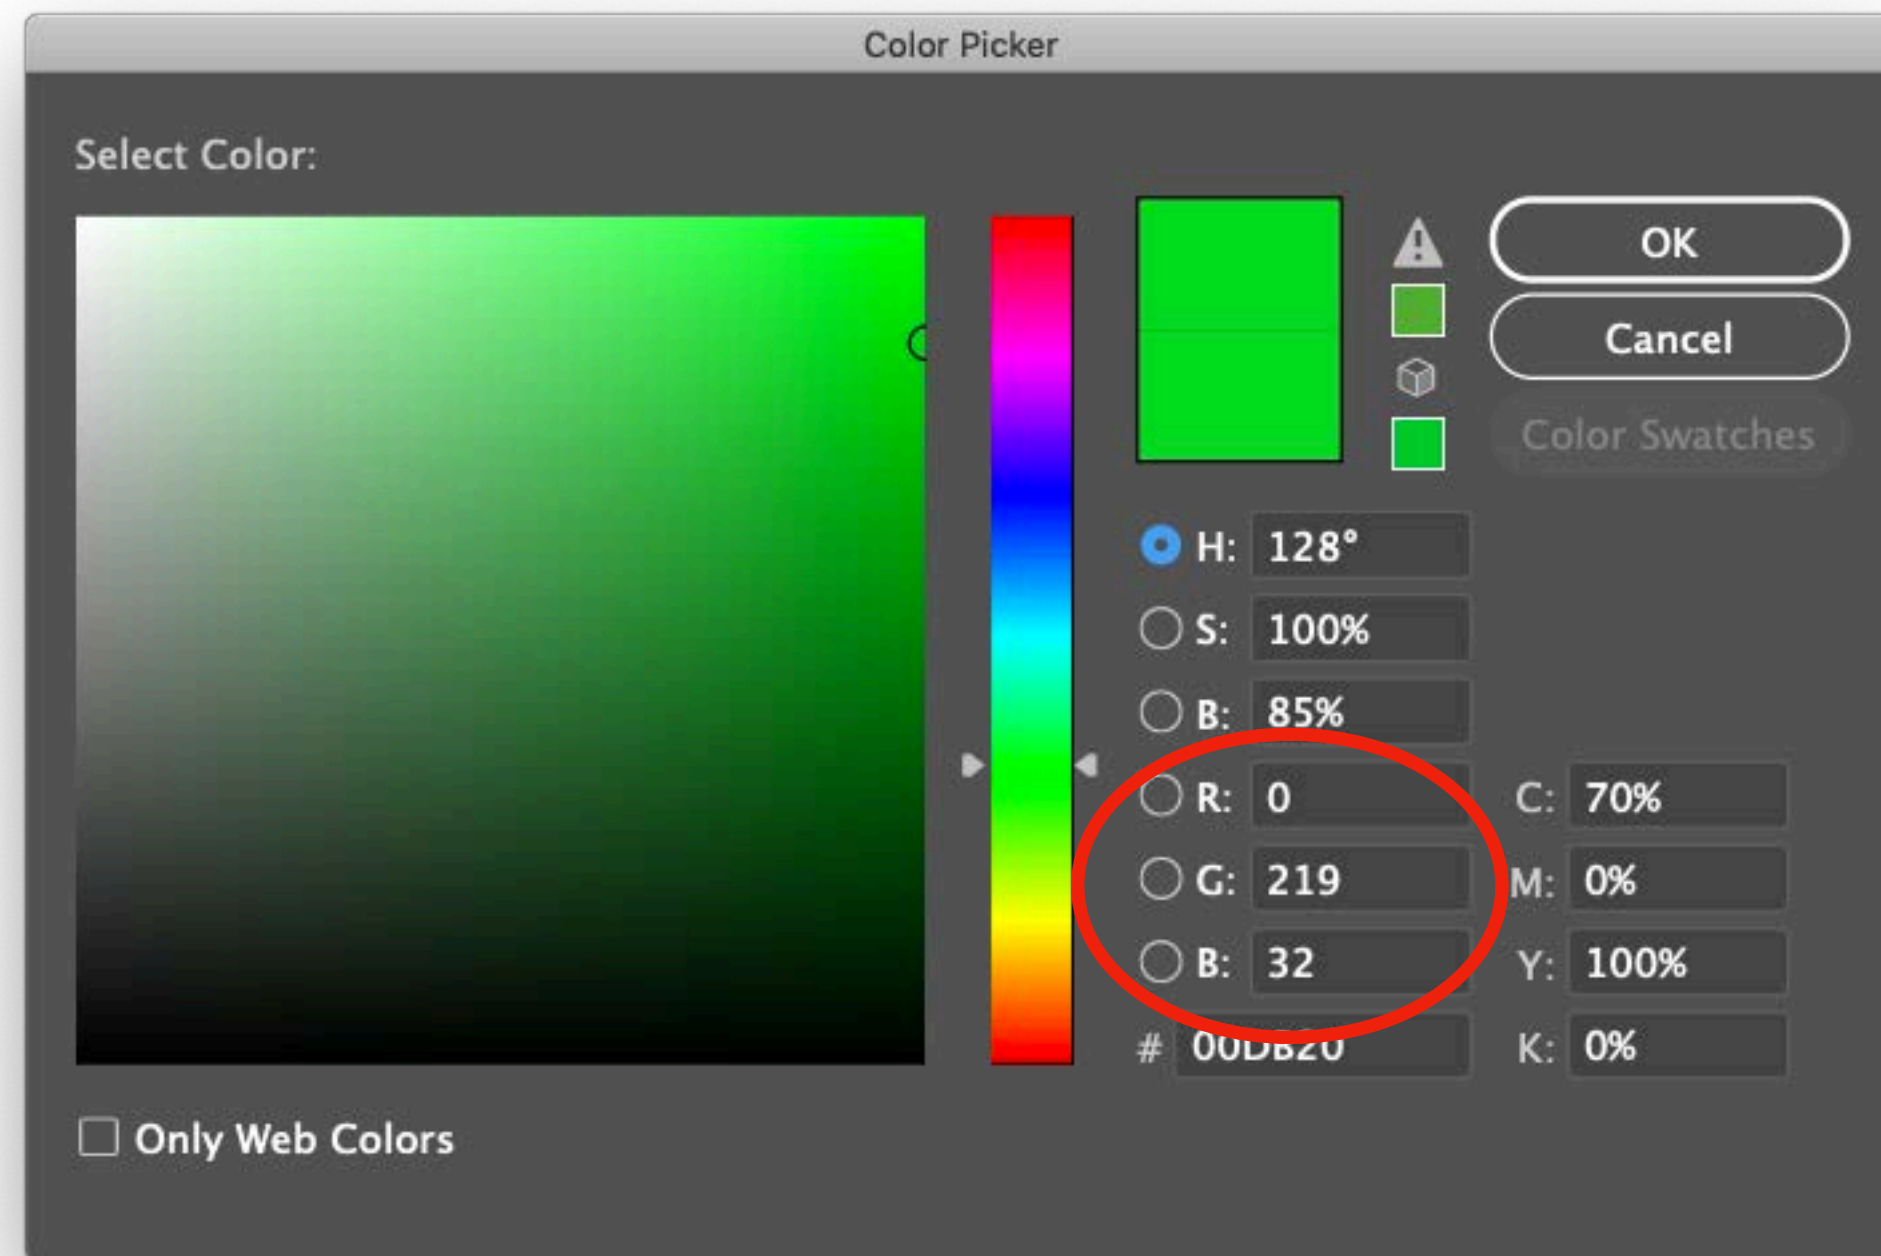 Color Picker
Select Color:
OK
Cancel
Color Swatches
H: 128°
S: 100%
B: 85%
R: 0 C: 70%
G: 219 M: 0%
B: 32 Y: 100%
# 00DB20 K: 0%
Only Web Colors